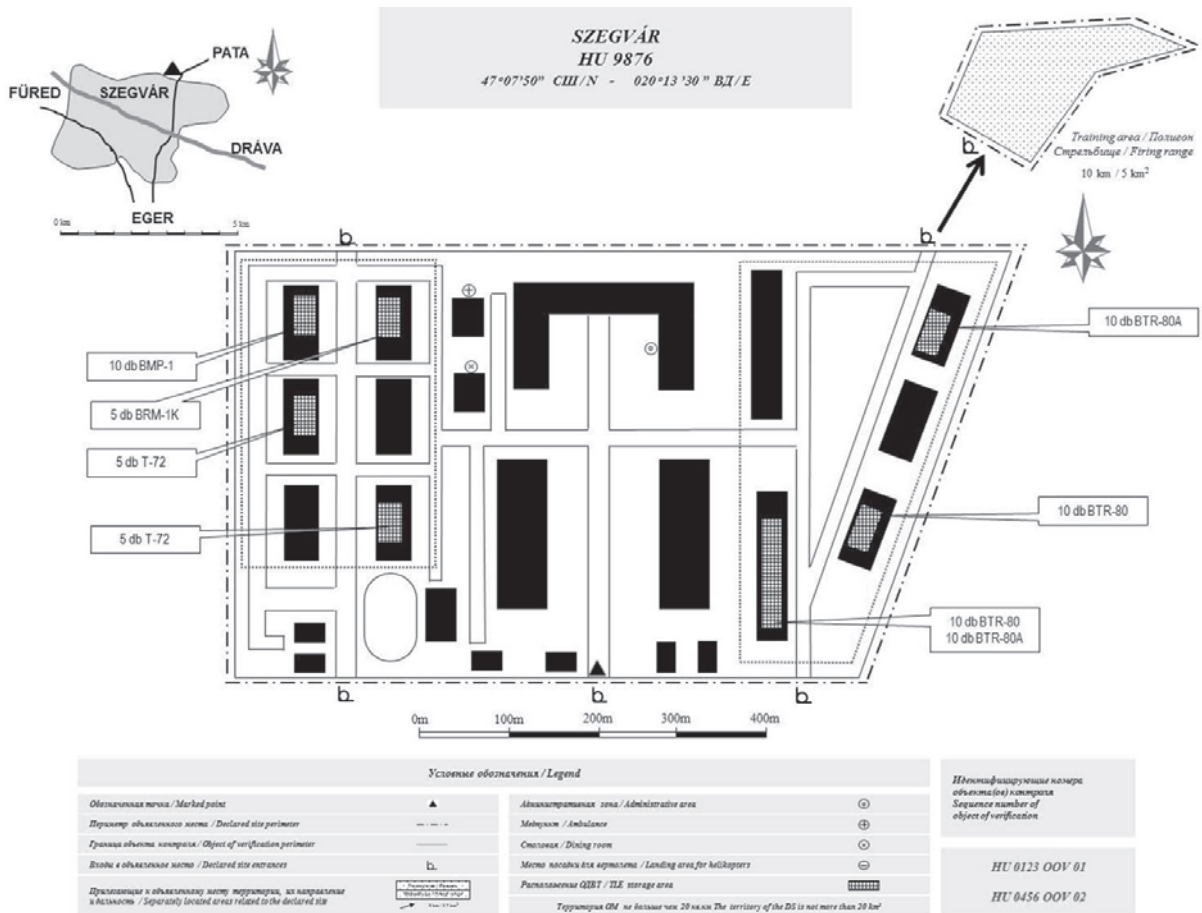 SZEGVÁR
HU 9876
47°07'50" СШ/N - 020°13'30" ВД/E
PATA
FÜRED
SZEGVÁR
DRÁVA
EGER
0 km
5 km
Training area / Полигон
Стрельбище / Firing range
10 km / 5 km²
10 db BMP-1
5 db BRM-1K
5 db T-72
5 db T-72
10 db BTR-80A
10 db BTR-80
10 db BTR-80
10 db BTR-80A
0m 100m 200m 300m 400m
Условные обозначения / Legend
Обозначенная точка / Marked point
Периметр объявленного места / Declared site perimeter
Граница объекта контроля / Object of verification perimeter
Входы в объявленное место / Declared site entrances
Прилегающие к объявленному месту территории, их направление
и дальность / Separately located areas related to the declared site
Административная зона / Administrative area
Медпункт / Ambulance
Столовая / Dining room
Место посадки для вертолета / Landing area for helikopters
Расположение ОДВТ / TLE storage area
Территория ОМ не больше чем 20 кв.км The territory of the DS is not more than 20 km²
Идентифицирующие номера
объекта(ов) контроля
Sequence number of
object of verification
HU 0123 OOV 01
HU 0456 OOV 02